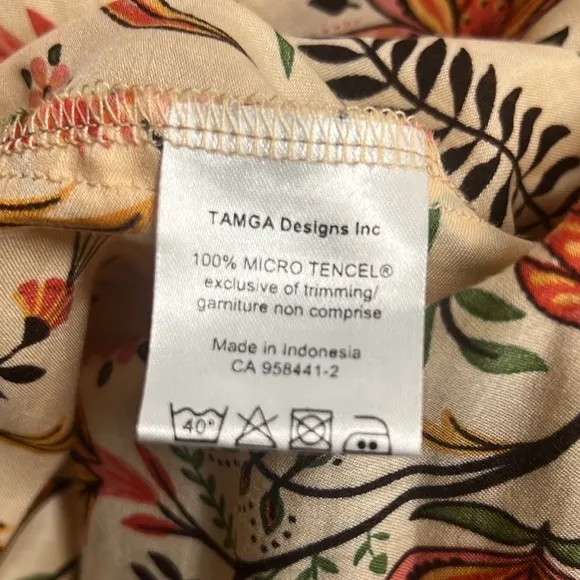 TAMGA Designs Inc
100% MICRO TENCEL®
exclusive of trimming/
garniture non comprise
Made in Indonesia
CA 958441-2
40°